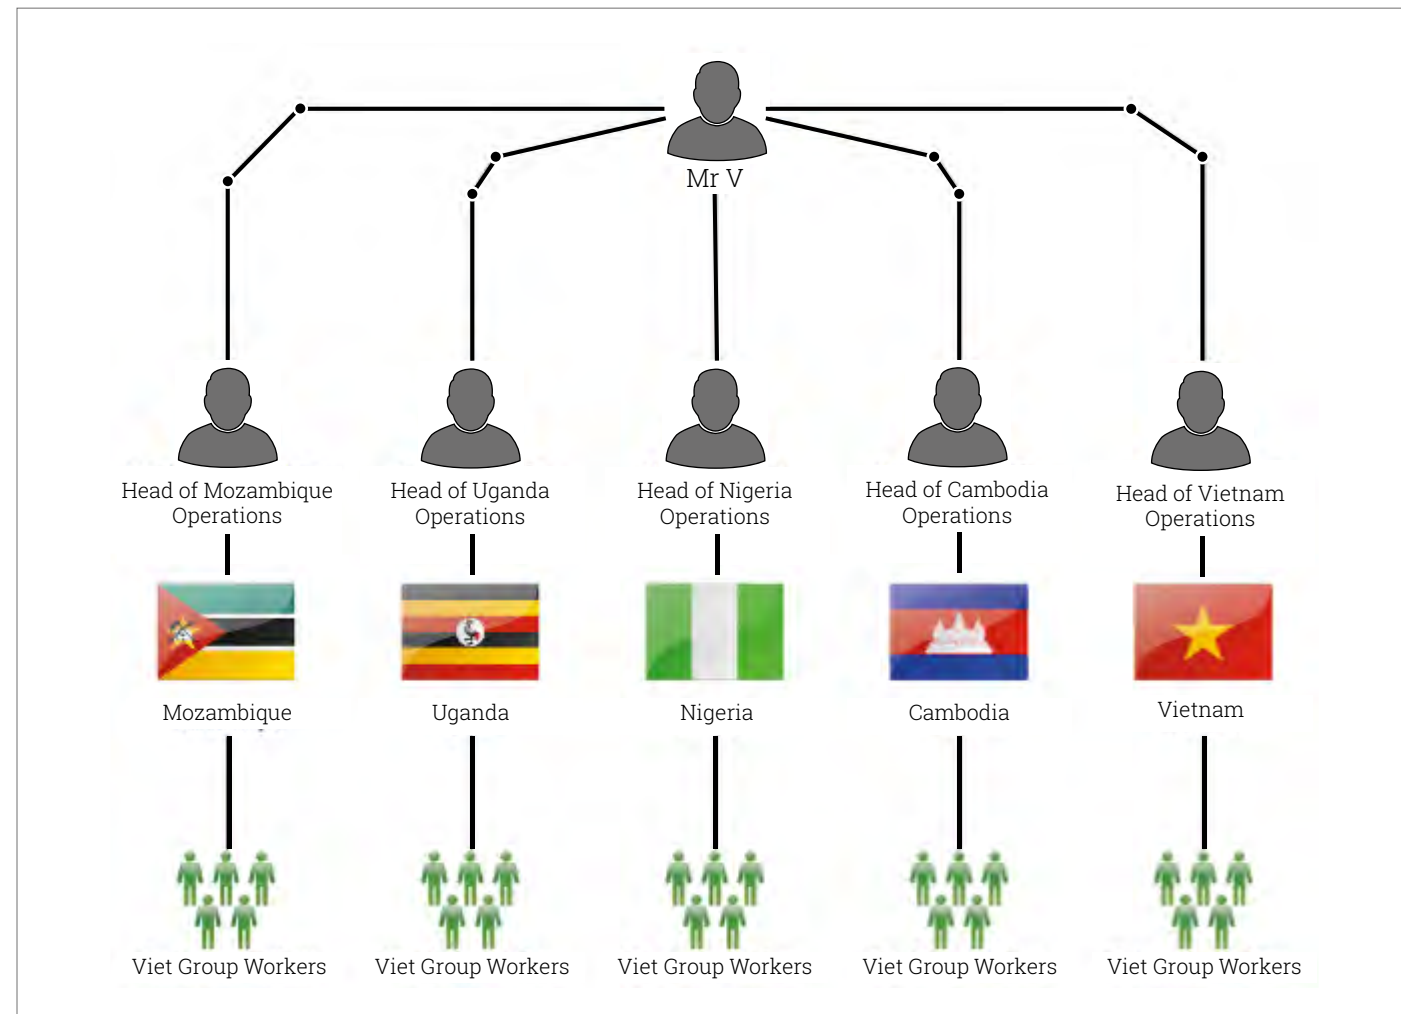 Mr V
Head of Mozambique
Operations
Head of Uganda
Operations
Head of Nigeria
Operations
Head of Cambodia
Operations
Head of Vietnam
Operations
Mozambique
Uganda
Nigeria
Cambodia
Vietnam
Viet Group Workers
Viet Group Workers
Viet Group Workers
Viet Group Workers
Viet Group Workers